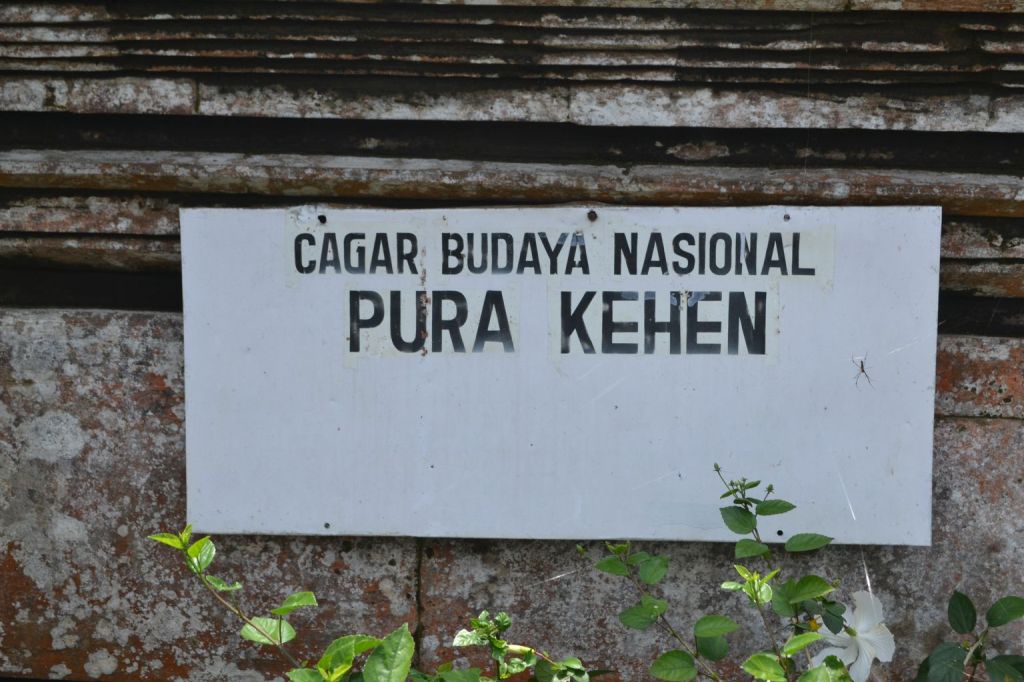 CAGAR BUDAYA NASIONAL
PURA KEHEN